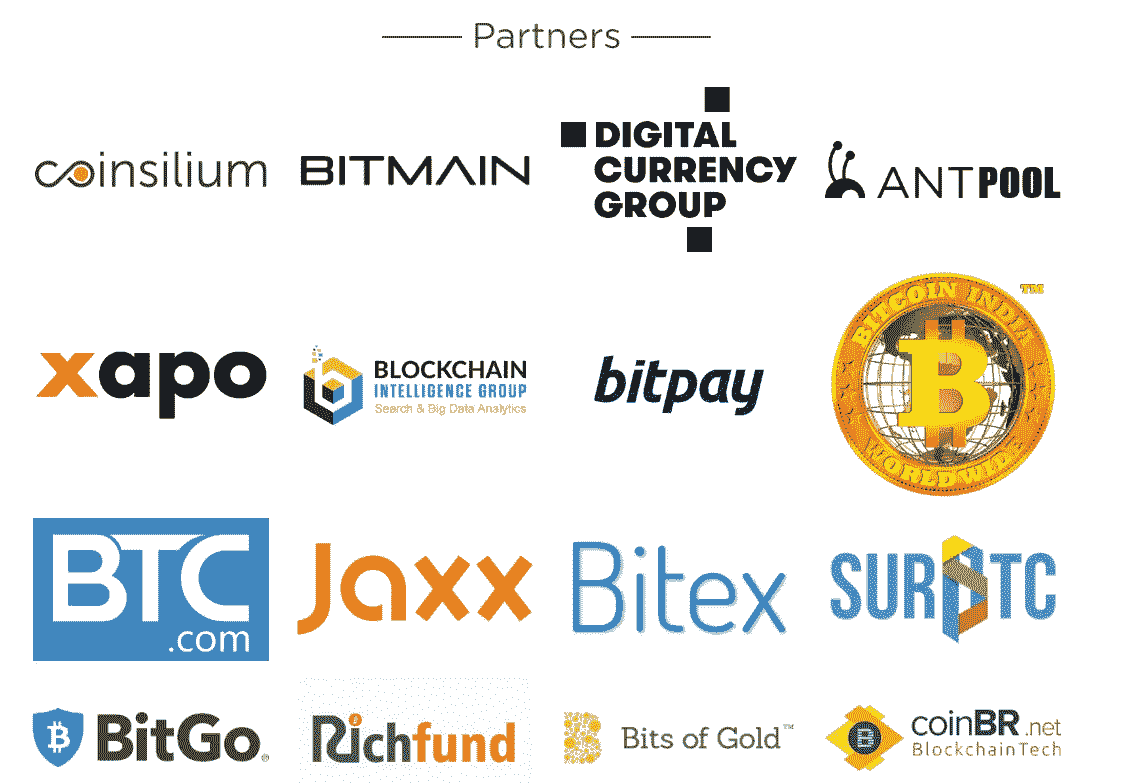 Partners
coinsilium
BITMAIN
DIGITAL
CURRENCY
GROUP
ANTPOOL
xapo
BLOCKCHAIN
INTELLIGENCE GROUP
Search & Big Data Analytics
bitpay
BITCOIN INDIA
WORLDWIDE
TM
BTC
.com
Jaxx
Bitex
SURBTC
BitGo®
Richfund
Bits of Gold™
coinBR.net
BlockchainTech